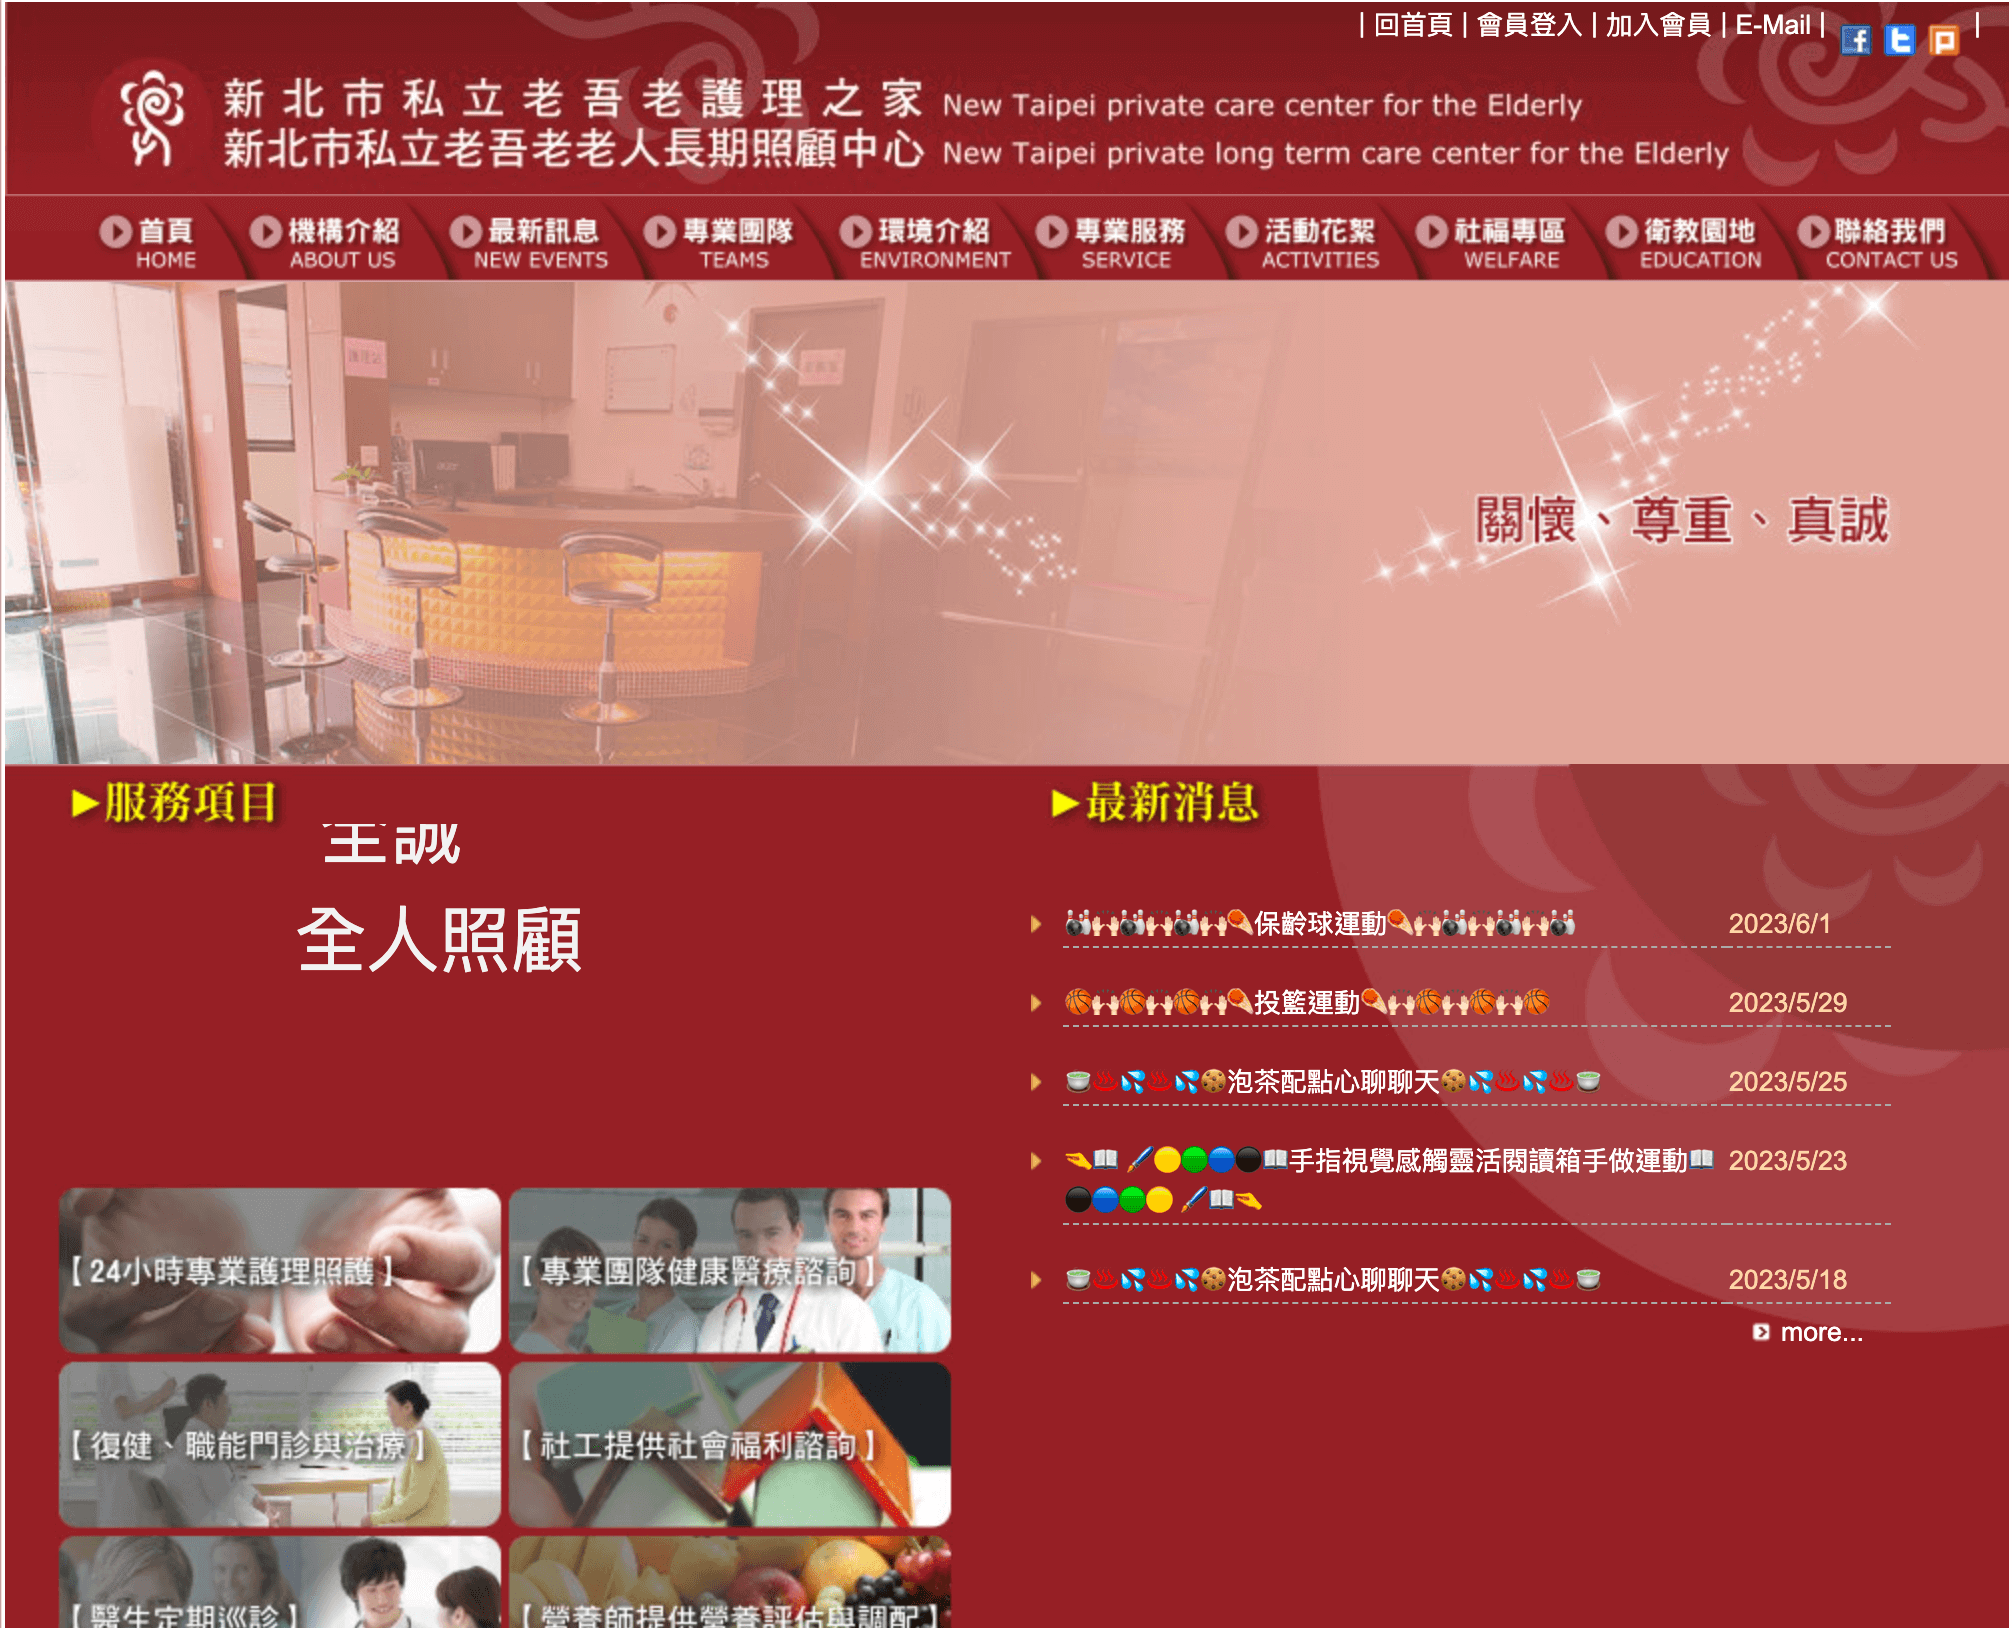 | 回首頁 | 會員登入 | 加入會員 | E-Mail |
新北市私立老吾老護理之家 New Taipei private care center for the Elderly
新北市私立老吾老老人長期照顧中心 New Taipei private long term care center for the Elderly
首頁 機構介紹 最新訊息 專業團隊 環境介紹 專業服務 活動花絮 社福專區 衛教園地 聯絡我們
HOME ABOUT US NEW EVENTS TEAMS ENVIRONMENT SERVICE ACTIVITIES WELFARE EDUCATION CONTACT US
關懷、尊重、真誠
►服務項目
全人照顧
【24小時專業護理照護】
【專業團隊健康醫療諮詢】
【復健、職能門診與治療】
【社工提供社會福利諮詢】
【醫生定期巡診】
【營養師提供營養評估與調配】
►最新消息
🎳🙌🏻🎳🙌🏻🎳🙌🏻🏓保齡球運動🏓🙌🏻🎳🙌🏻🎳🙌🏻🎳 2023/6/1
🏀🙌🏻🏀🙌🏻🏀🙌🏻🏓投籃運動🏓🙌🏻🏀🙌🏻🏀🙌🏻🏀 2023/5/29
🍵♨️💦♨️💦🍪泡茶配點心聊聊天🍪💦♨️💦♨️🍵 2023/5/25
🫴📖 🖌🟡🟢🔵⚫📖手指視覺感觸靈活閱讀箱手做運動📖 2023/5/23
⚫🔵🟢🟡 🖌📖🫴
🍵♨️💦♨️💦🍪泡茶配點心聊聊天🍪💦♨️💦♨️🍵 2023/5/18
more...